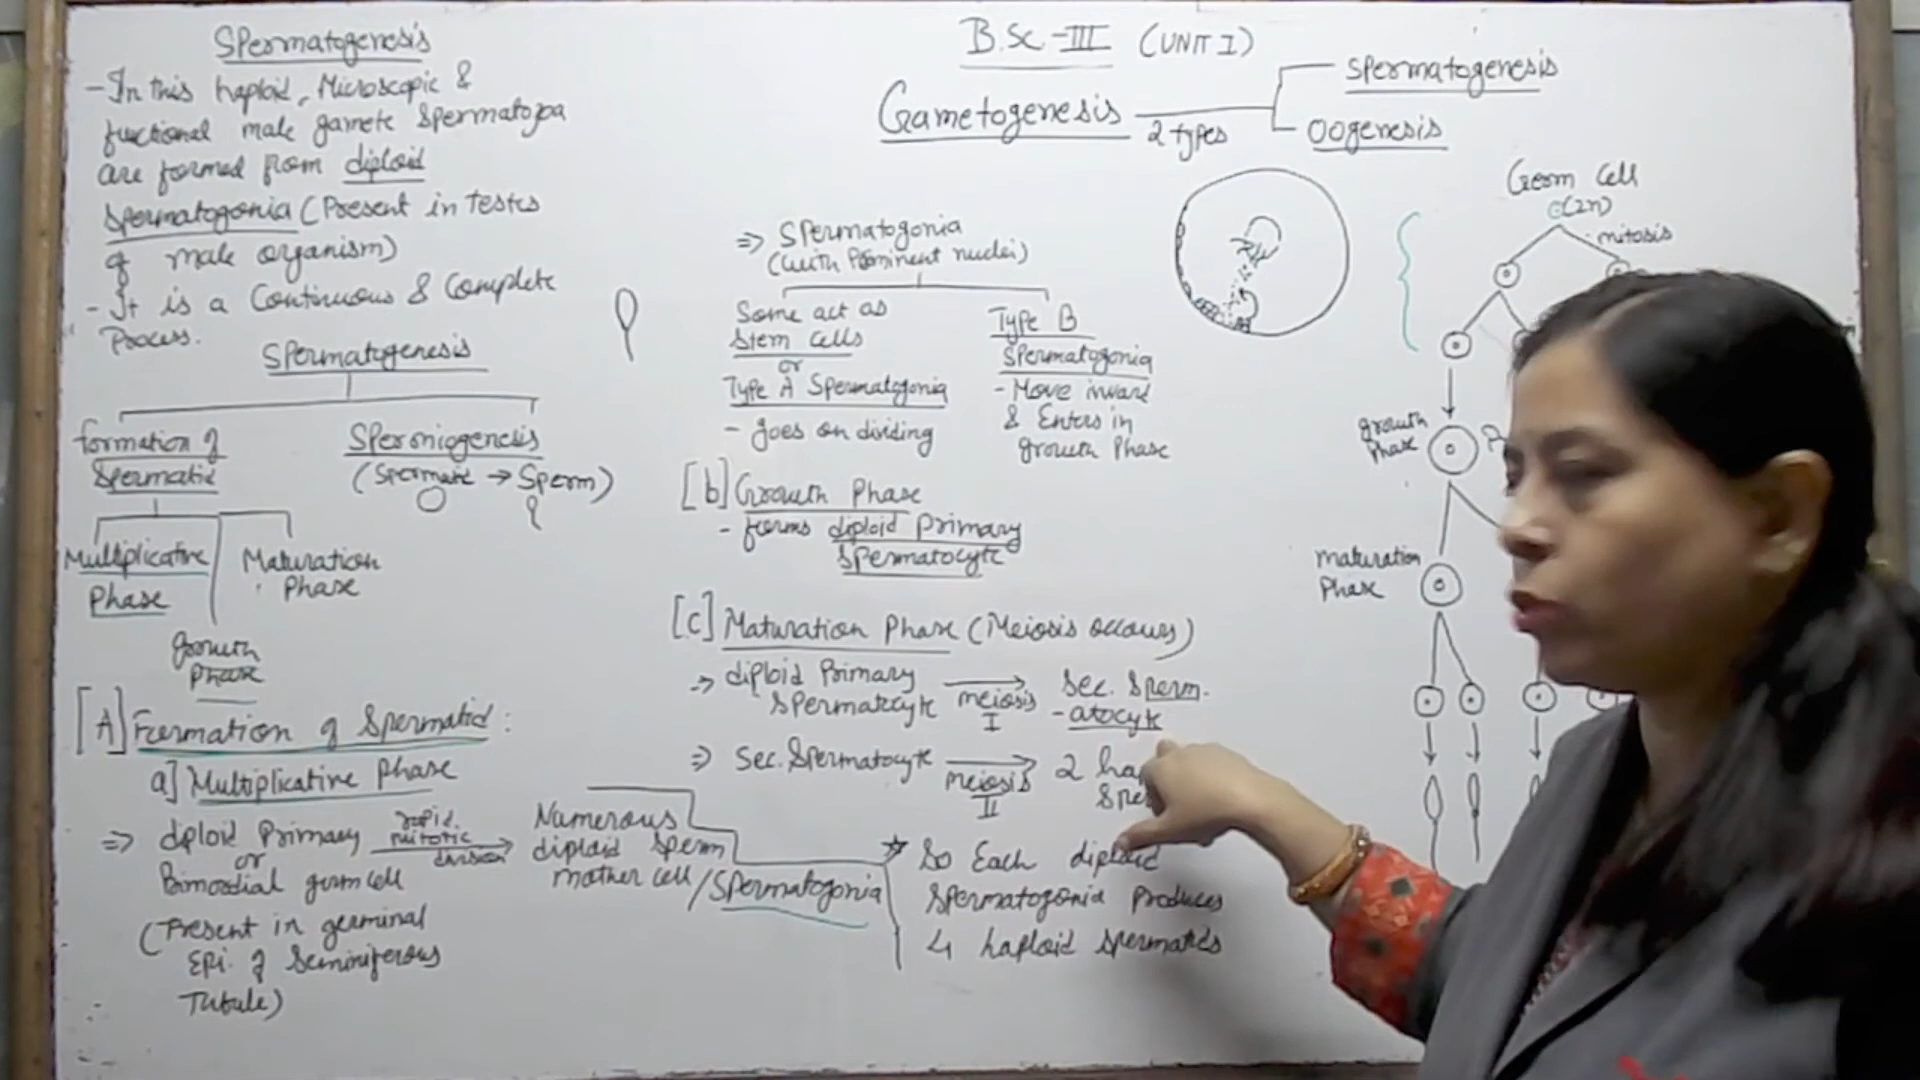 Spermatogenesis
- In this haploid, Microscopic &
functional male gamete Spermatozoa
are formed from diploid
Spermatogonia (Present in testes
of male organism)
- It is a Continuous & Complete
Process.
Spermatogenesis
formation of
Spermatid
Spermiogenesis
(Spermatic → Sperm)
Multiplicative
Phase
Maturation
Phase
Growth
Phase
[A] Formation of Spermatid:
a] Multiplicative Phase
⇒ diploid Primary
or
Primordial germ cell
(Present in germinal
Epi. of Seminiferous
Tubule)
rapid
mitotic
division
Numerous
diploid Sperm
mother cell / Spermatogonia
B.Sc-III (UNIT I)
Gametogenesis
2 types
Spermatogenesis
Oogenesis
⇒ Spermatogonia
(with Prominent nuclei)
Some act as
Stem cells
or
Type A Spermatogonia
- goes on dividing
Type B
Spermatogonia
- Move inward
& Enters in
growth Phase
[b] Growth Phase
- forms diploid Primary
Spermatocyte
[C] Maturation Phase (Meiosis occurs)
→ diploid Primary
Spermatocyte
meiosis
I
Sec. Sperm.
-atocyte
⇒ Sec. Spermatocyte
meiosis
II
2
☆ So Each diploid
Spermatogonia Produces
4 haploid spermatids
Germ Cell
(2n)
mitosis
growth
Phase
maturation
Phase